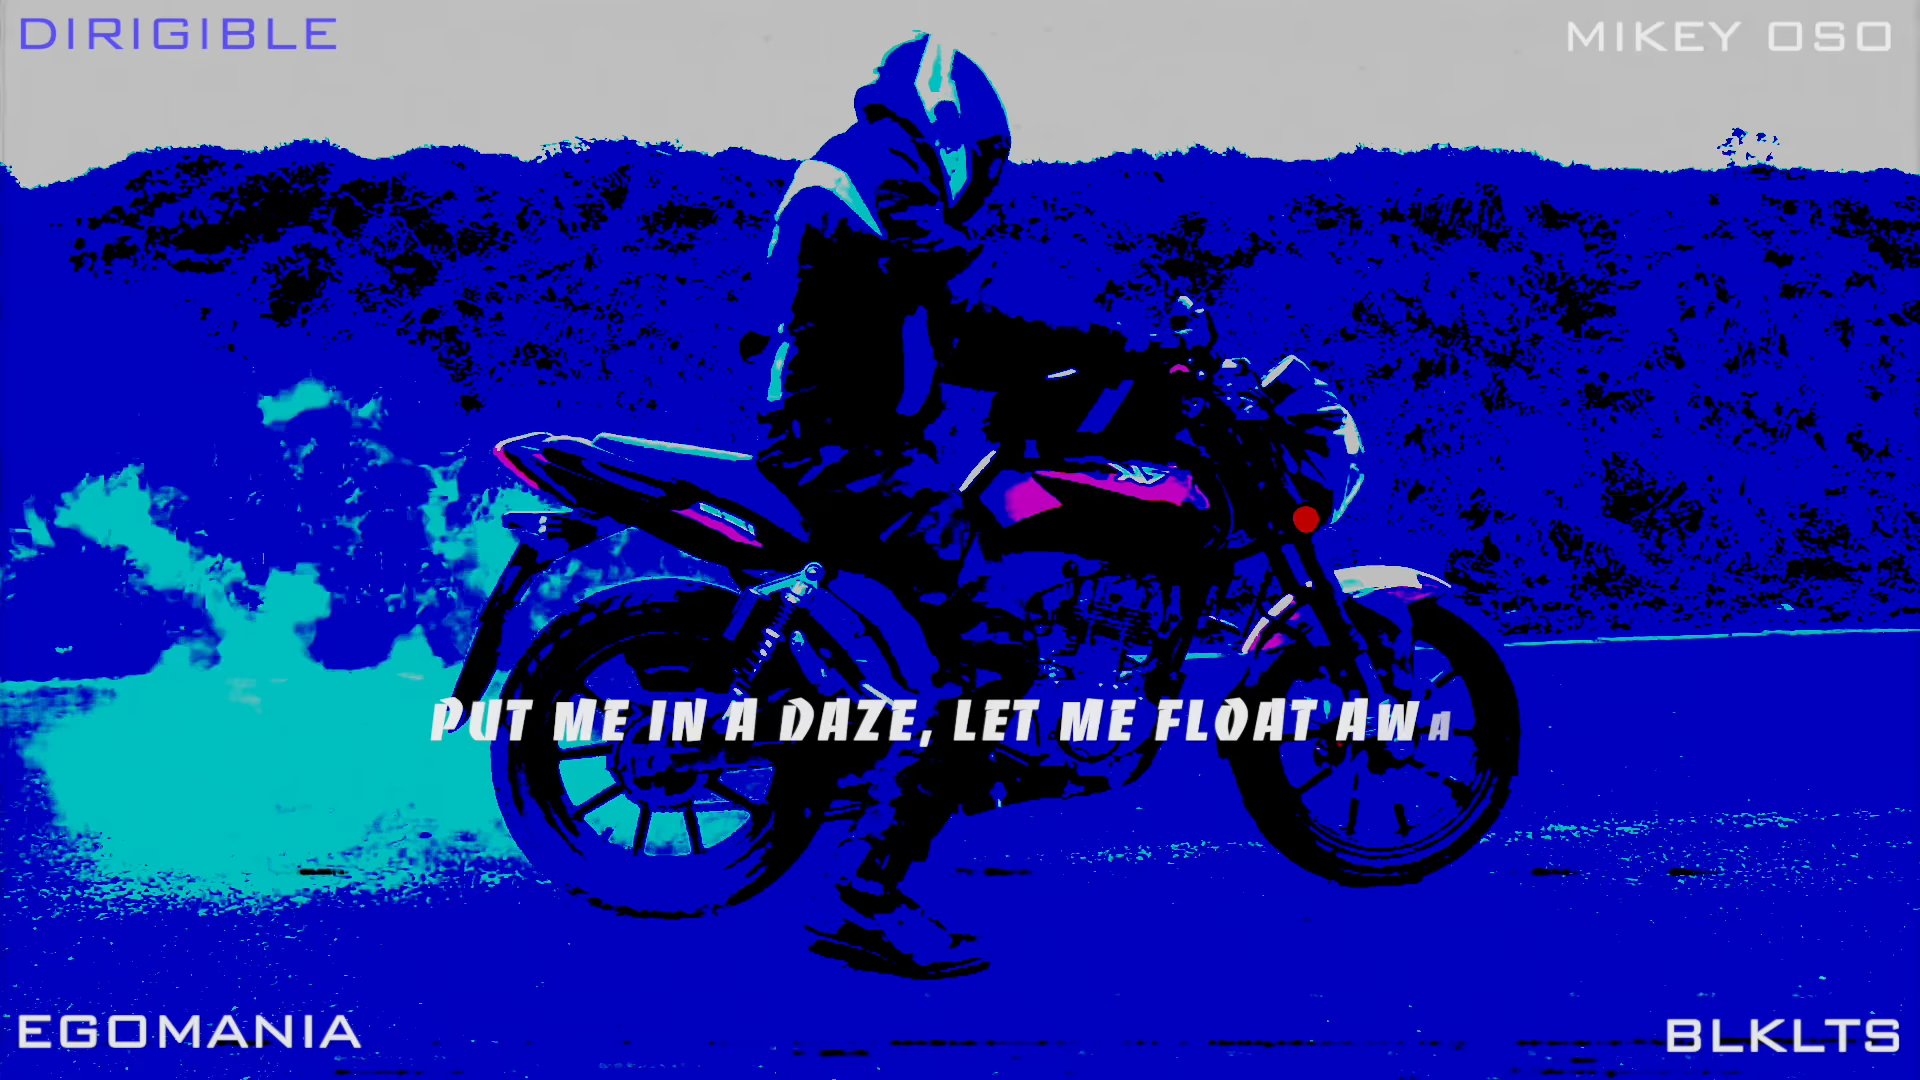 DIRIGIBLE
MIKEY OSO
PUT ME IN A DAZE, LET ME FLOAT AWA
EGOMANIA
BLKLTS